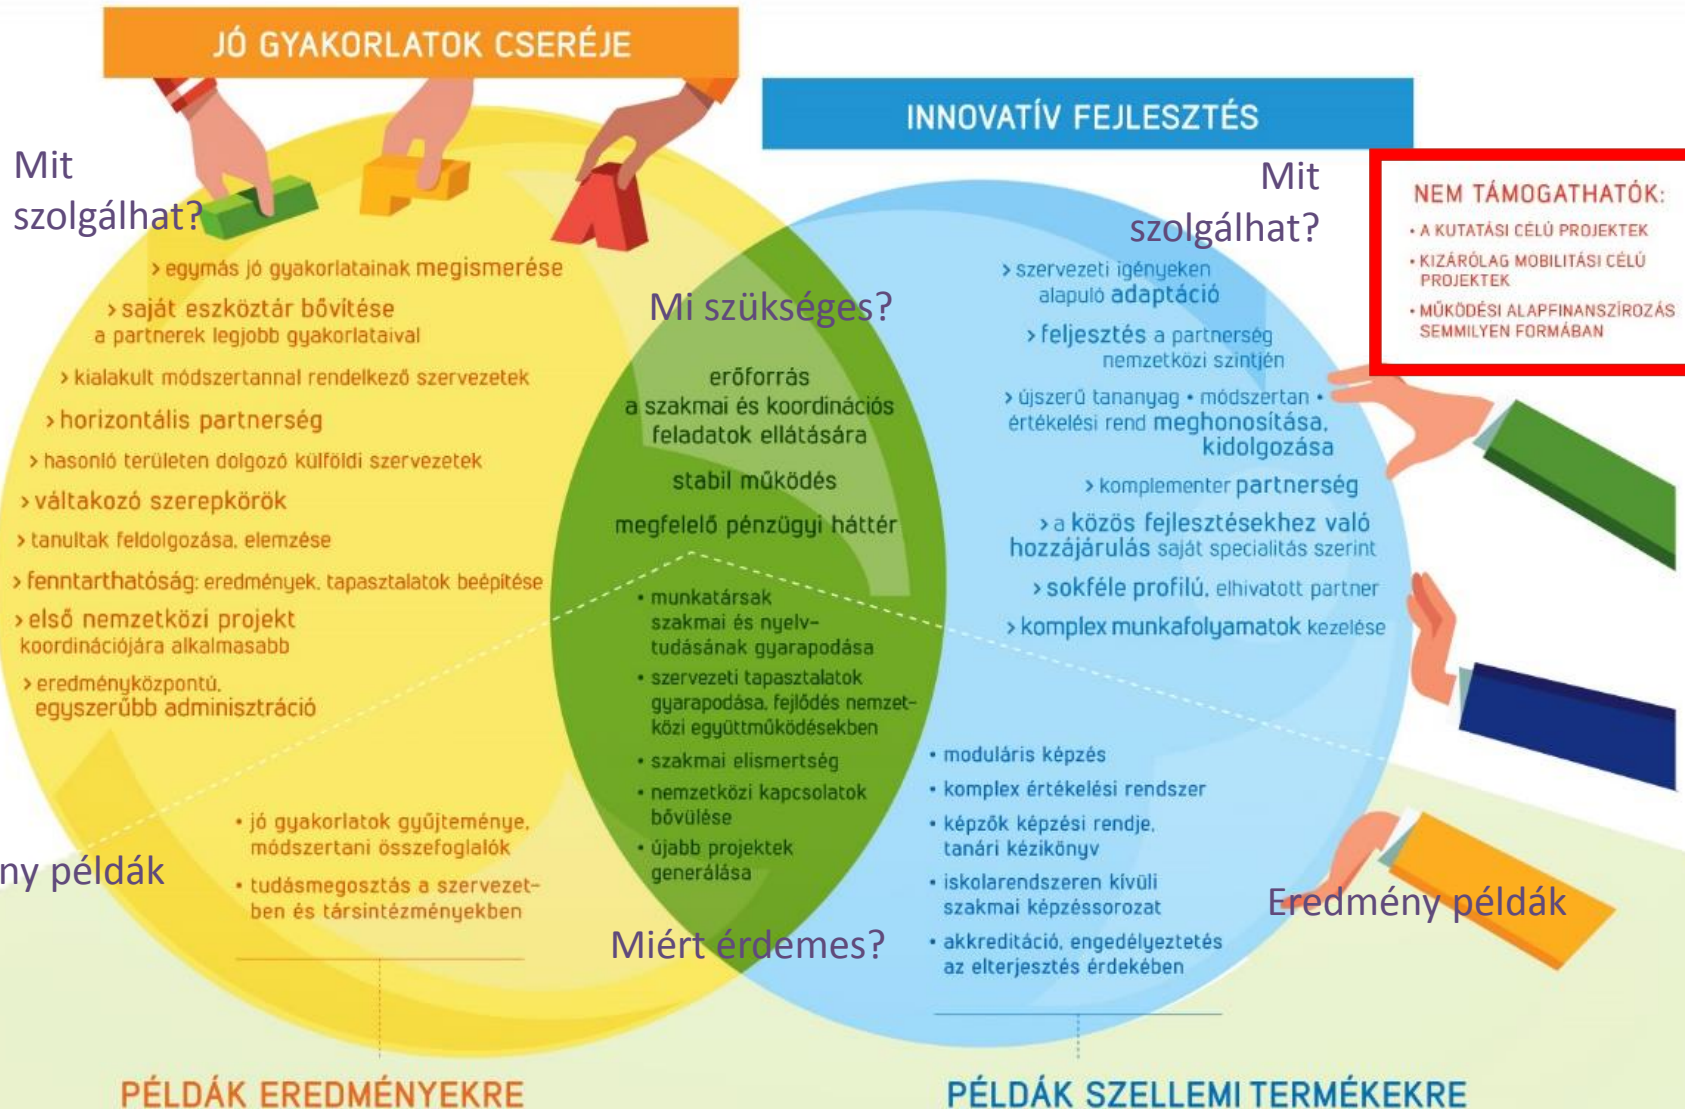 JÓ GYAKORLATOK CSERÉJE
INNOVATÍV FEJLESZTÉS
Mit
szolgálhat?
> egymás jó gyakorlatainak megismerése
> saját eszköztár bővítése
a partnerek legjobb gyakorlataival
> kialakult módszertannal rendelkező szervezetek
> horizontális partnerség
> hasonló területen dolgozó külföldi szervezetek
> váltakozó szerepkörök
> tanultak feldolgozása, elemzése
> fenntarthatóság: eredmények, tapasztalatok beépítése
> első nemzetközi projekt
koordinációjára alkalmasabb
> eredményközpontú,
egyszerűbb adminisztráció
Mi szükséges?
erőforrás
a szakmai és koordinációs
feladatok ellátására
stabil működés
megfelelő pénzügyi háttér
• munkatársak
szakmai és nyelv-
tudásának gyarapodása
• szervezeti tapasztalatok
gyarapodása, fejlődés nemzet-
közi együttműködésekben
• szakmai elismertség
• nemzetközi kapcsolatok
bővülése
• újabb projektek
generálása
Miért érdemes?
Mit
szolgálhat?
> szervezeti igényeken
alapuló adaptáció
> feljesztés a partnerség
nemzetközi szintjén
> újszerű tananyag • módszertan •
értékelési rend meghonosítása,
kidolgozása
> komplementer partnerség
> a közös fejlesztésekhez való
hozzájárulás saját specialitás szerint
> sokféle profilú, elhivatott partner
> komplex munkafolyamatok kezelése
NEM TÁMOGATHATÓK:
• A KUTATÁSI CÉLÚ PROJEKTEK
• KIZÁRÓLAG MOBILITÁSI CÉLÚ
PROJEKTEK
• MŰKÖDÉSI ALAPFINANSZÍROZÁS
SEMMILYEN FORMÁBAN
ny példák
• jó gyakorlatok gyűjteménye,
módszertani összefoglalók
• tudásmegosztás a szervezet-
ben és társintézményekben
• moduláris képzés
• komplex értékelési rendszer
• képzők képzési rendje,
tanári kézikönyv
• iskolarendszeren kívüli
szakmai képzéssorozat
• akkreditáció, engedélyeztetés
az elterjesztés érdekében
Eredmény példák
PÉLDÁK EREDMÉNYEKRE
PÉLDÁK SZELLEMI TERMÉKEKRE